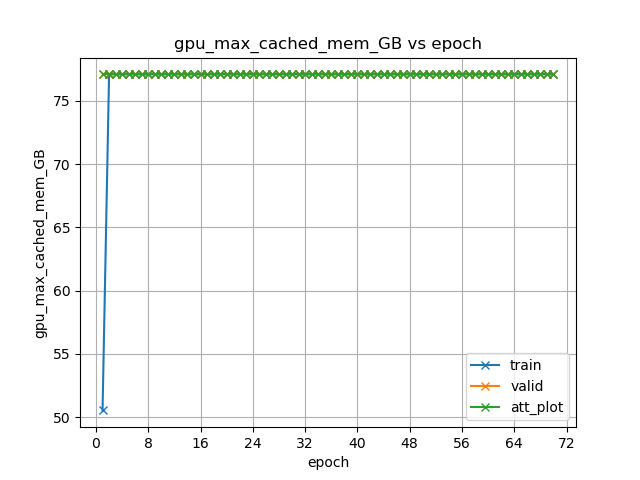 gpu_max_cached_mem_GB vs epoch
gpu_max_cached_mem_GB
75
70
65
60
55
50
0 8 16 24 32 40 48 56 64 72
epoch
train
valid
att_plot